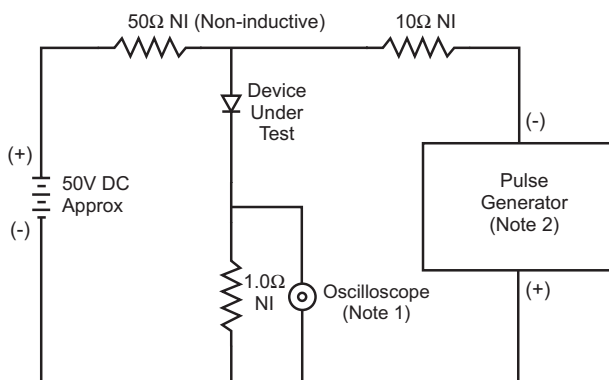 50Ω NI (Non-inductive)
10Ω NI
Device
Under
Test
(+)
50V DC
Approx
(-)
1.0Ω
NI
Oscilloscope
(Note 1)
(-)
Pulse
Generator
(Note 2)
(+)